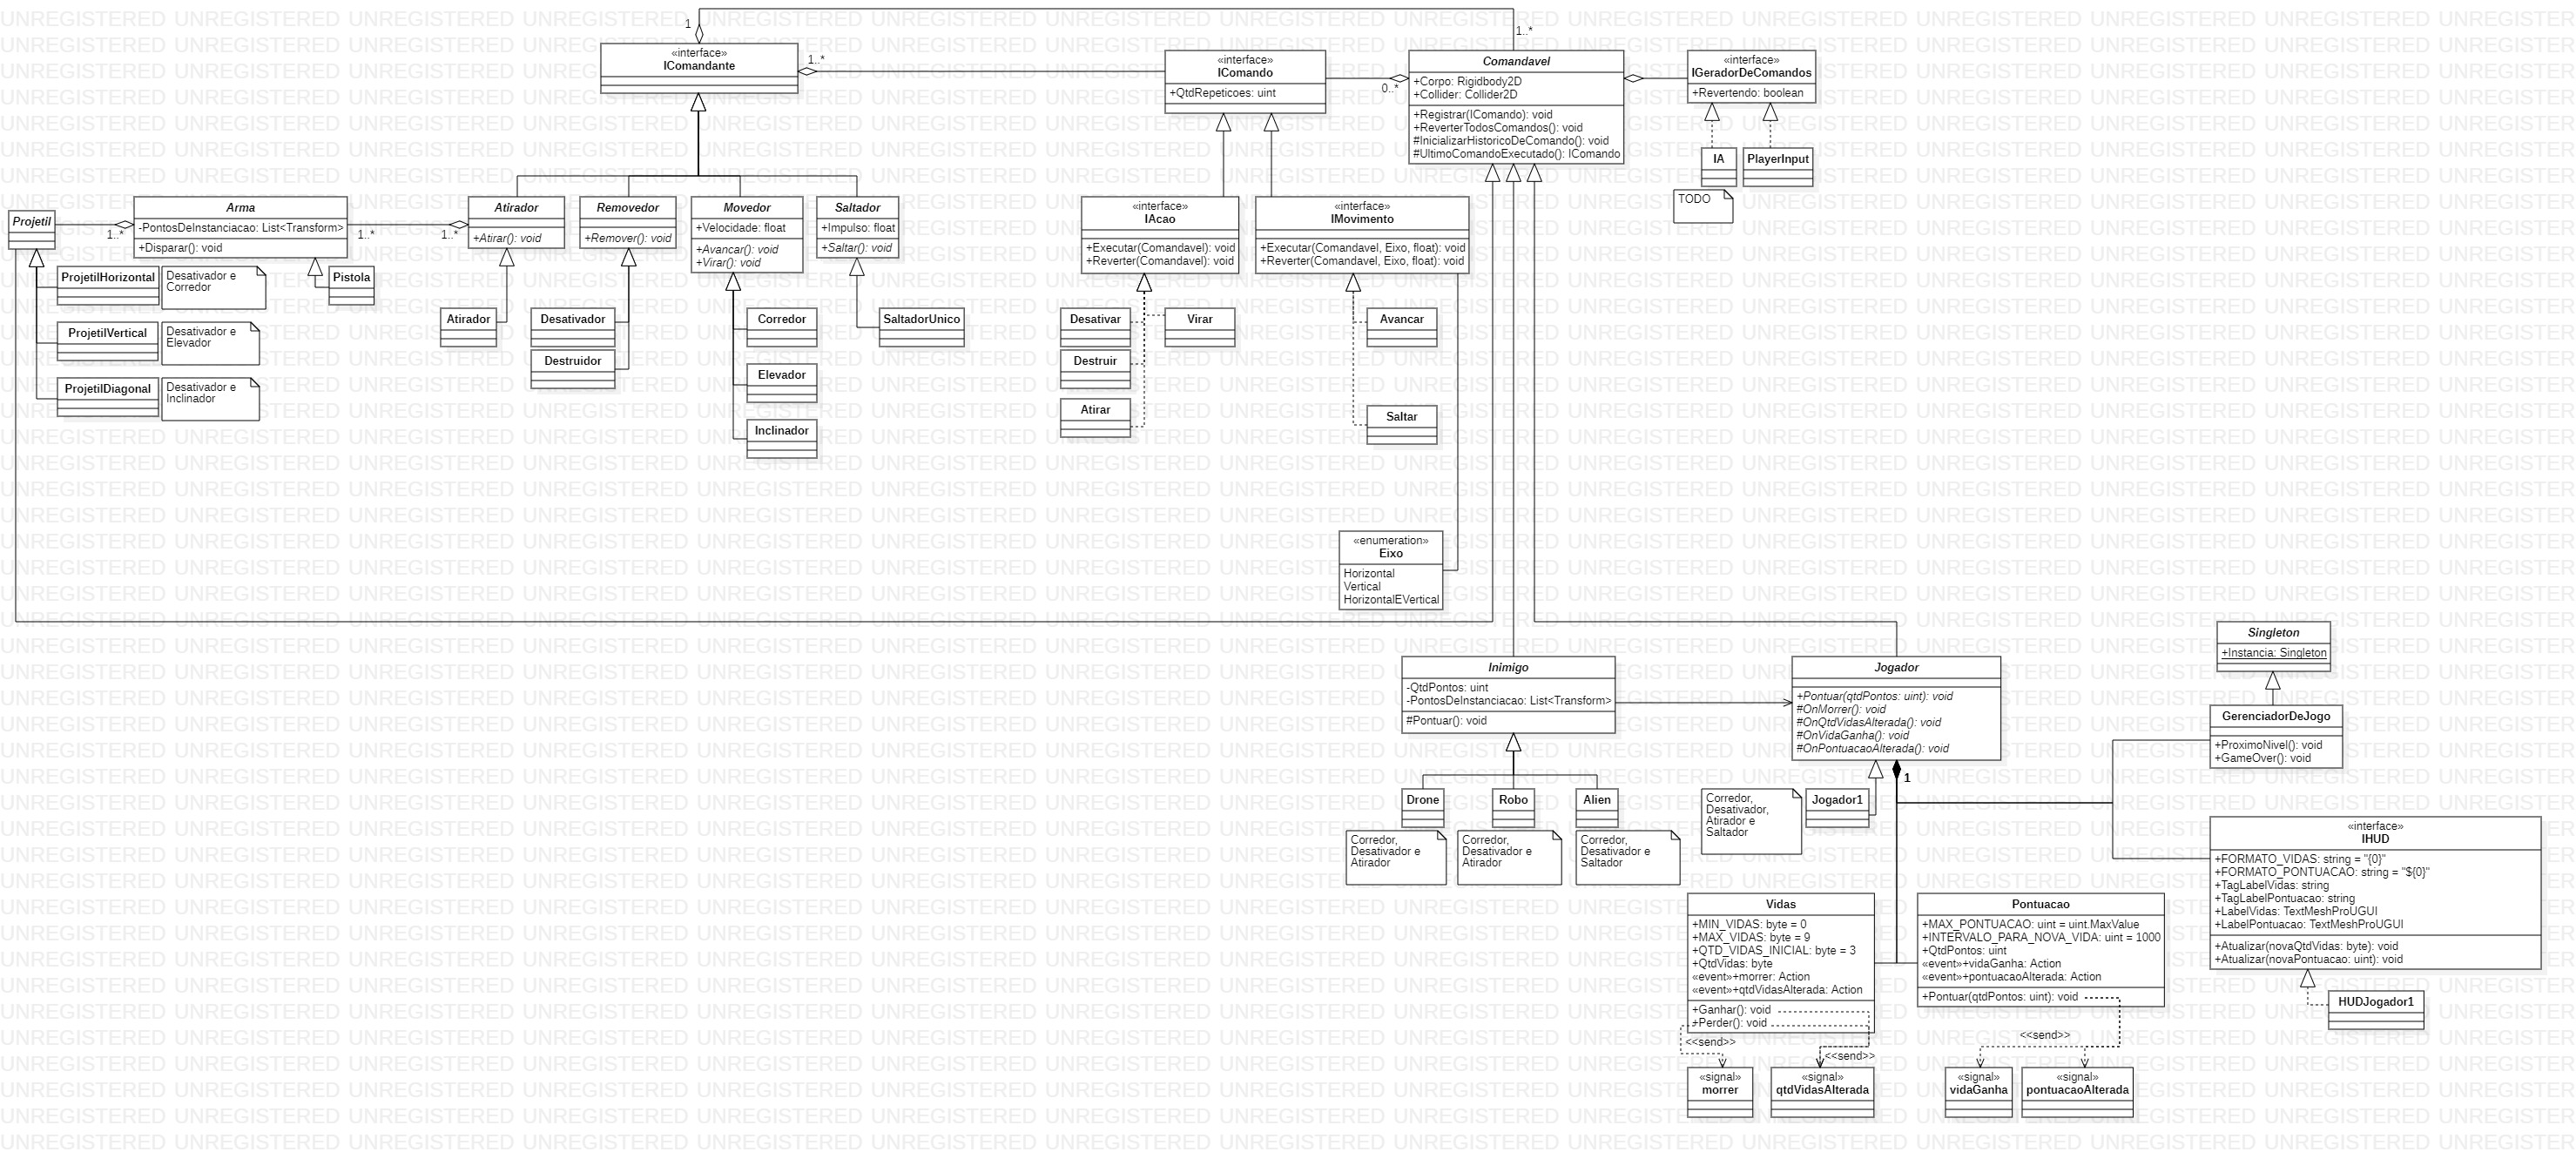 1
1..*
«interface»
IComandante
1..*
«interface»
IComando
+QtdRepeticoes: uint
0..*
Comandavel
+Corpo: Rigidbody2D
+Collider: Collider2D
+Registrar(IComando): void
+ReverterTodosComandos(): void
#InicializarHistoricoDeComando(): void
#UltimoComandoExecutado(): IComando
«interface»
IGeradorDeComandos
+Revertendo: boolean
IA
PlayerInput
TODO
Projetil
1..*
Arma
-PontosDeInstanciacao: List<Transform>
+Disparar(): void
1..*
1..*
Atirador
+Atirar(): void
Removedor
+Remover(): void
Movedor
+Velocidade: float
+Avancar(): void
+Virar(): void
Saltador
+Impulso: float
+Saltar(): void
«interface»
IAcao
+Executar(Comandavel): void
+Reverter(Comandavel): void
«interface»
IMovimento
+Executar(Comandavel, Eixo, float): void
+Reverter(Comandavel, Eixo, float): void
ProjetilHorizontal
Desativador e
Corredor
Pistola
ProjetilVertical
Desativador e
Elevador
ProjetilDiagonal
Desativador e
Inclinador
Atirador
Desativador
Destruidor
Corredor
Elevador
Inclinador
SaltadorUnico
Desativar
Virar
Destruir
Atirar
Avancar
Saltar
«enumeration»
Eixo
Horizontal
Vertical
HorizontalEVertical
Inimigo
-QtdPontos: uint
-PontosDeInstanciacao: List<Transform>
#Pontuar(): void
Jogador
+Pontuar(qtdPontos: uint): void
#OnMorrer(): void
#OnQtdVidasAlterada(): void
#OnVidaGanha(): void
#OnPontuacaoAlterada(): void
Singleton
+Instancia: Singleton
GerenciadorDeJogo
+ProximoNivel(): void
+GameOver(): void
1
Drone
Robo
Alien
Corredor,
Desativador e
Atirador
Corredor,
Desativador e
Atirador
Corredor,
Desativador e
Saltador
Corredor,
Desativador,
Atirador e
Saltador
Jogador1
«interface»
IHUD
+FORMATO_VIDAS: string = "{0}"
+FORMATO_PONTUACAO: string = "${0}"
+TagLabelVidas: string
+TagLabelPontuacao: string
+LabelVidas: TextMeshProUGUI
+LabelPontuacao: TextMeshProUGUI
+Atualizar(novaQtdVidas: byte): void
+Atualizar(novaPontuacao: uint): void
HUDJogador1
Vidas
+MIN_VIDAS: byte = 0
+MAX_VIDAS: byte = 9
+QTD_VIDAS_INICIAL: byte = 3
+QtdVidas: byte
«event»+morrer: Action
«event»+qtdVidasAlterada: Action
+Ganhar(): void
+Perder(): void
Pontuacao
+MAX_PONTUACAO: uint = uint.MaxValue
+INTERVALO_PARA_NOVA_VIDA: uint = 1000
+QtdPontos: uint
«event»+vidaGanha: Action
«event»+pontuacaoAlterada: Action
+Pontuar(qtdPontos: uint): void
<<send>>
<<send>>
<<send>>
«signal»
morrer
«signal»
qtdVidasAlterada
«signal»
vidaGanha
«signal»
pontuacaoAlterada